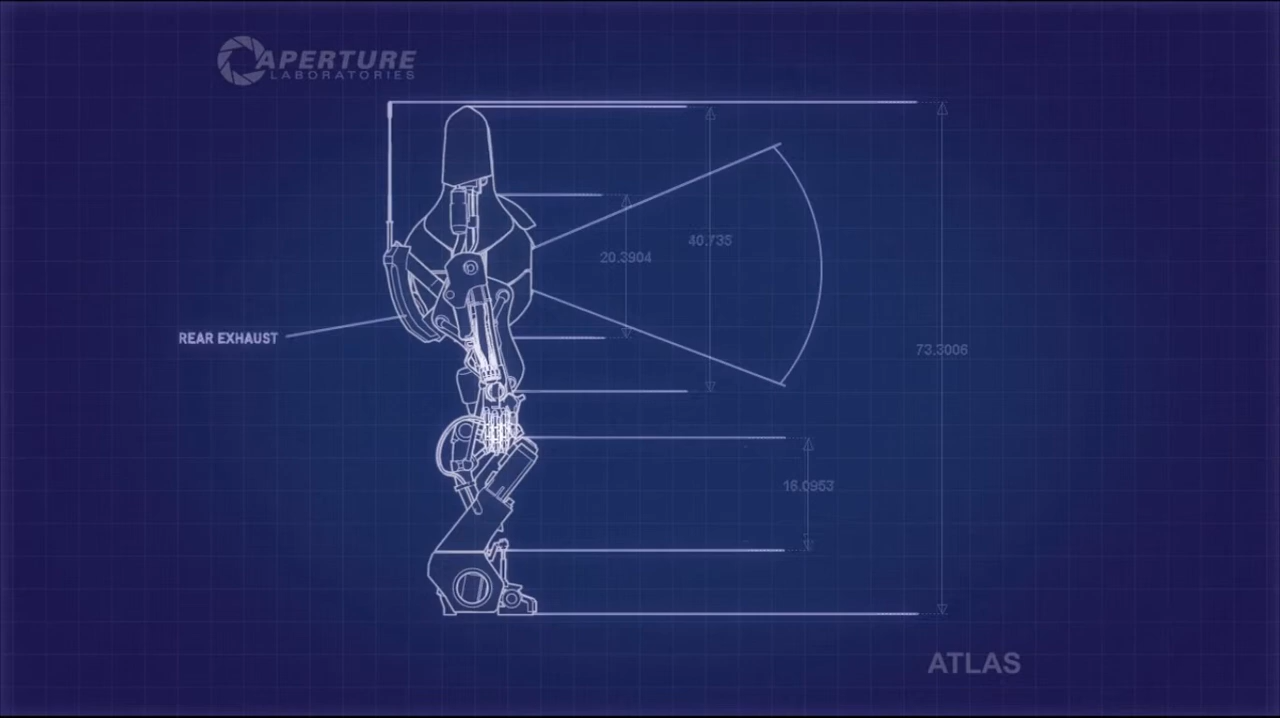 APERTURE
LABORATORIES
40.735
20.3904
REAR EXHAUST
73.3006
16.0953
ATLAS